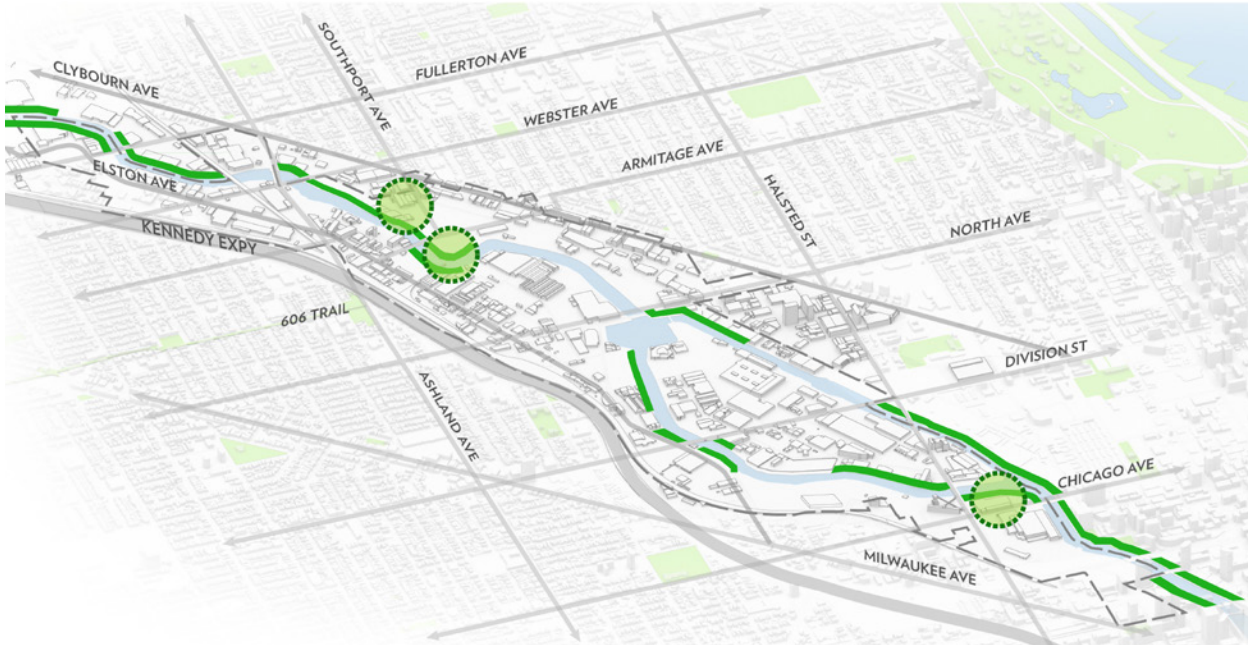 CLYBOURN AVE
SOUTHPORT AVE
FULLERTON AVE
WEBSTER AVE
ARMITAGE AVE
ELSTON AVE
HALSTED ST
KENNEDY EXPY
NORTH AVE
606 TRAIL
DIVISION ST
ASHLAND AVE
CHICAGO AVE
MILWAUKEE AVE